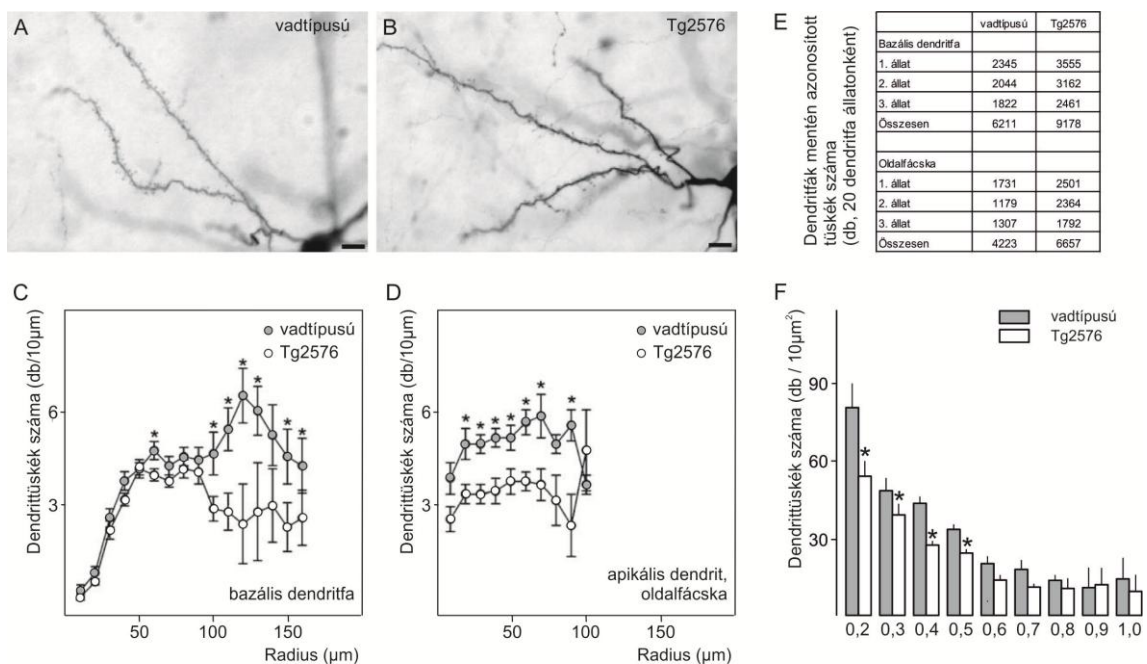 A
vadtípusú
B
Tg2576
E
Dendritfák mentén azonosított
tüskék száma
(db, 20 dendritfa állatonként)
vadtípusú Tg2576
Bazális dendritfa
1. állat 2345 3555
2. állat 2044 3162
3. állat 1822 2461
Összesen 6211 9178
Oldalfácska
1. állat 1731 2501
2. állat 1179 2364
3. állat 1307 1792
Összesen 4223 6657
C
Dendrittüskék száma (db/10µm)
vadtípusú
Tg2576
* * * * * * * *
6
3
bazális dendritfa
50 100 150
Radius (µm)
D
Dendrittüskék száma (db/10µm)
vadtípusú
Tg2576
* * * * * * *
6
3
apikális dendrit,
oldalfácska
50 100 150
Radius (µm)
F
Dendrittüskék száma (db / 10µm²)
vadtípusú
Tg2576
90
60
30
* * * *
0,2 0,3 0,4 0,5 0,6 0,7 0,8 0,9 1,0